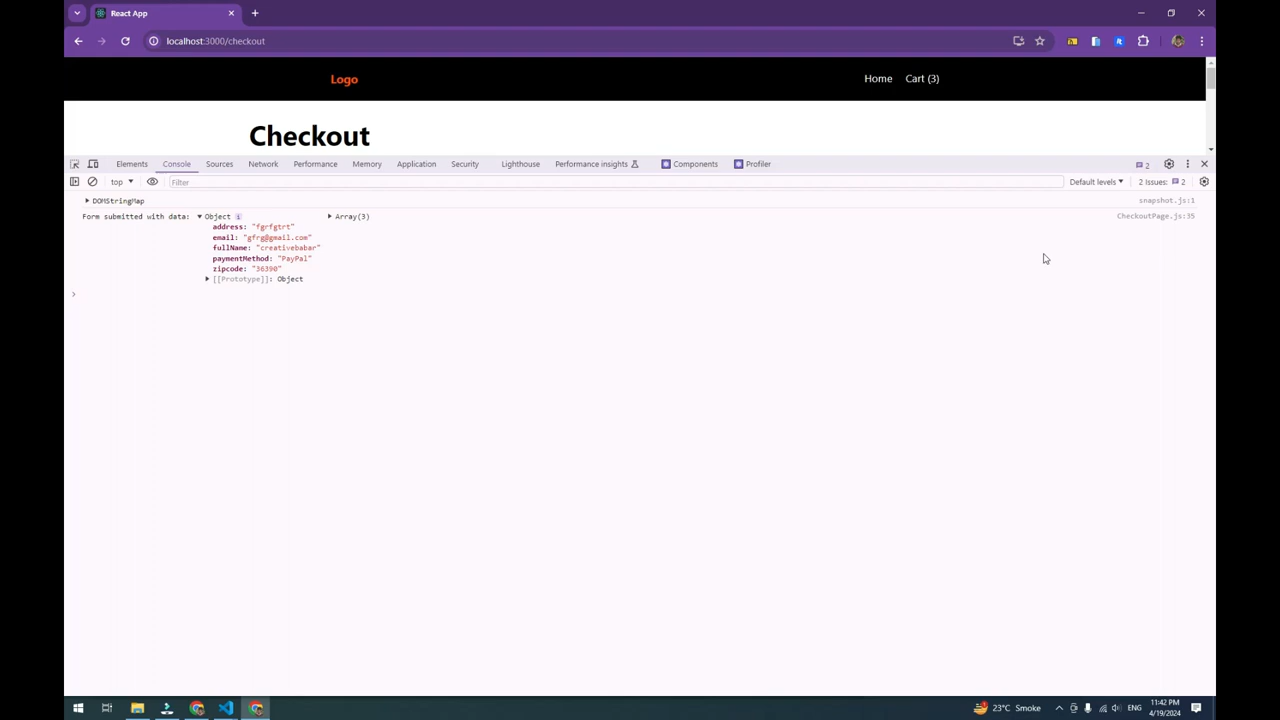 React App
localhost:3000/checkout
Logo
Home
Cart (3)
Checkout
Elements Console Sources Network Performance Memory Application Security Lighthouse Performance insights Components Profiler
2
top Filter Default levels 2 Issues: 2
DOMStringMap snapshot.js:1
Form submitted with data: Object i Array(3) CheckoutPage.js:35
address: "fgrfgtrt"
email: "gfrg@gmail.com"
fullName: "creativebabar"
paymentMethod: "PayPal"
zipcode: "36390"
[[Prototype]]: Object
23°C Smoke ENG 11:42 PM
4/19/2024